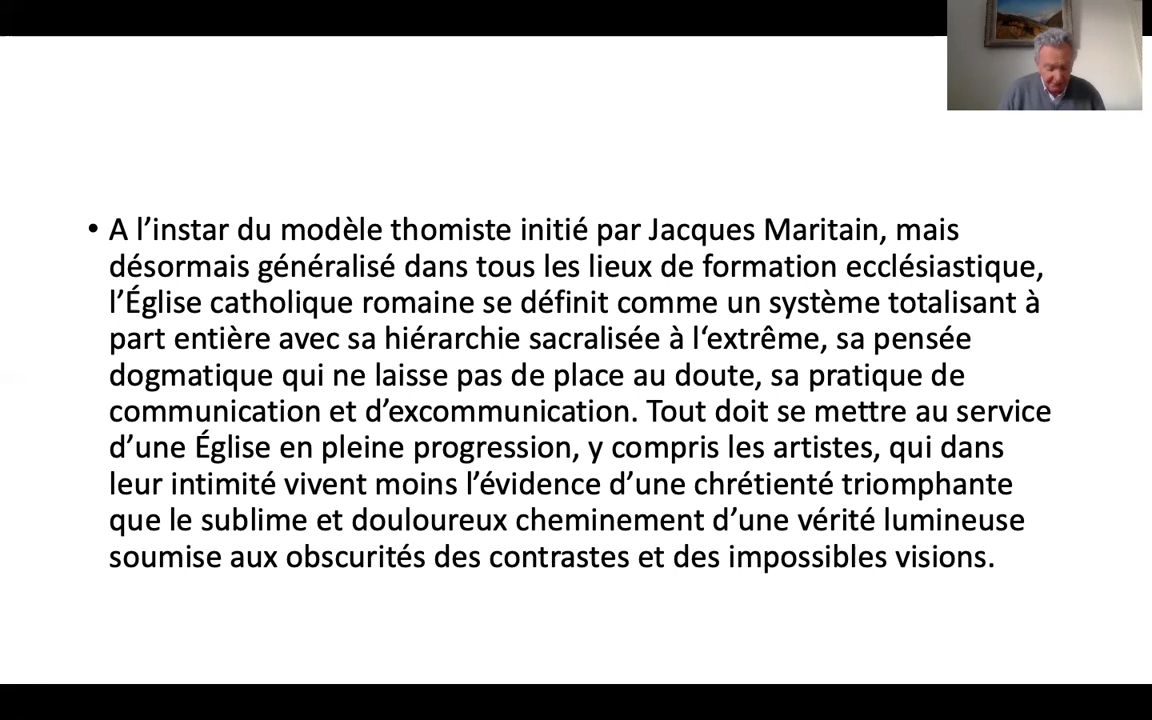 • A l’instar du modèle thomiste initié par Jacques Maritain, mais
désormais généralisé dans tous les lieux de formation ecclésiastique,
l’Église catholique romaine se définit comme un système totalisant à
part entière avec sa hiérarchie sacralisée à l‘extrême, sa pensée
dogmatique qui ne laisse pas de place au doute, sa pratique de
communication et d’excommunication. Tout doit se mettre au service
d’une Église en pleine progression, y compris les artistes, qui dans
leur intimité vivent moins l’évidence d’une chrétienté triomphante
que le sublime et douloureux cheminement d’une vérité lumineuse
soumise aux obscurités des contrastes et des impossibles visions.